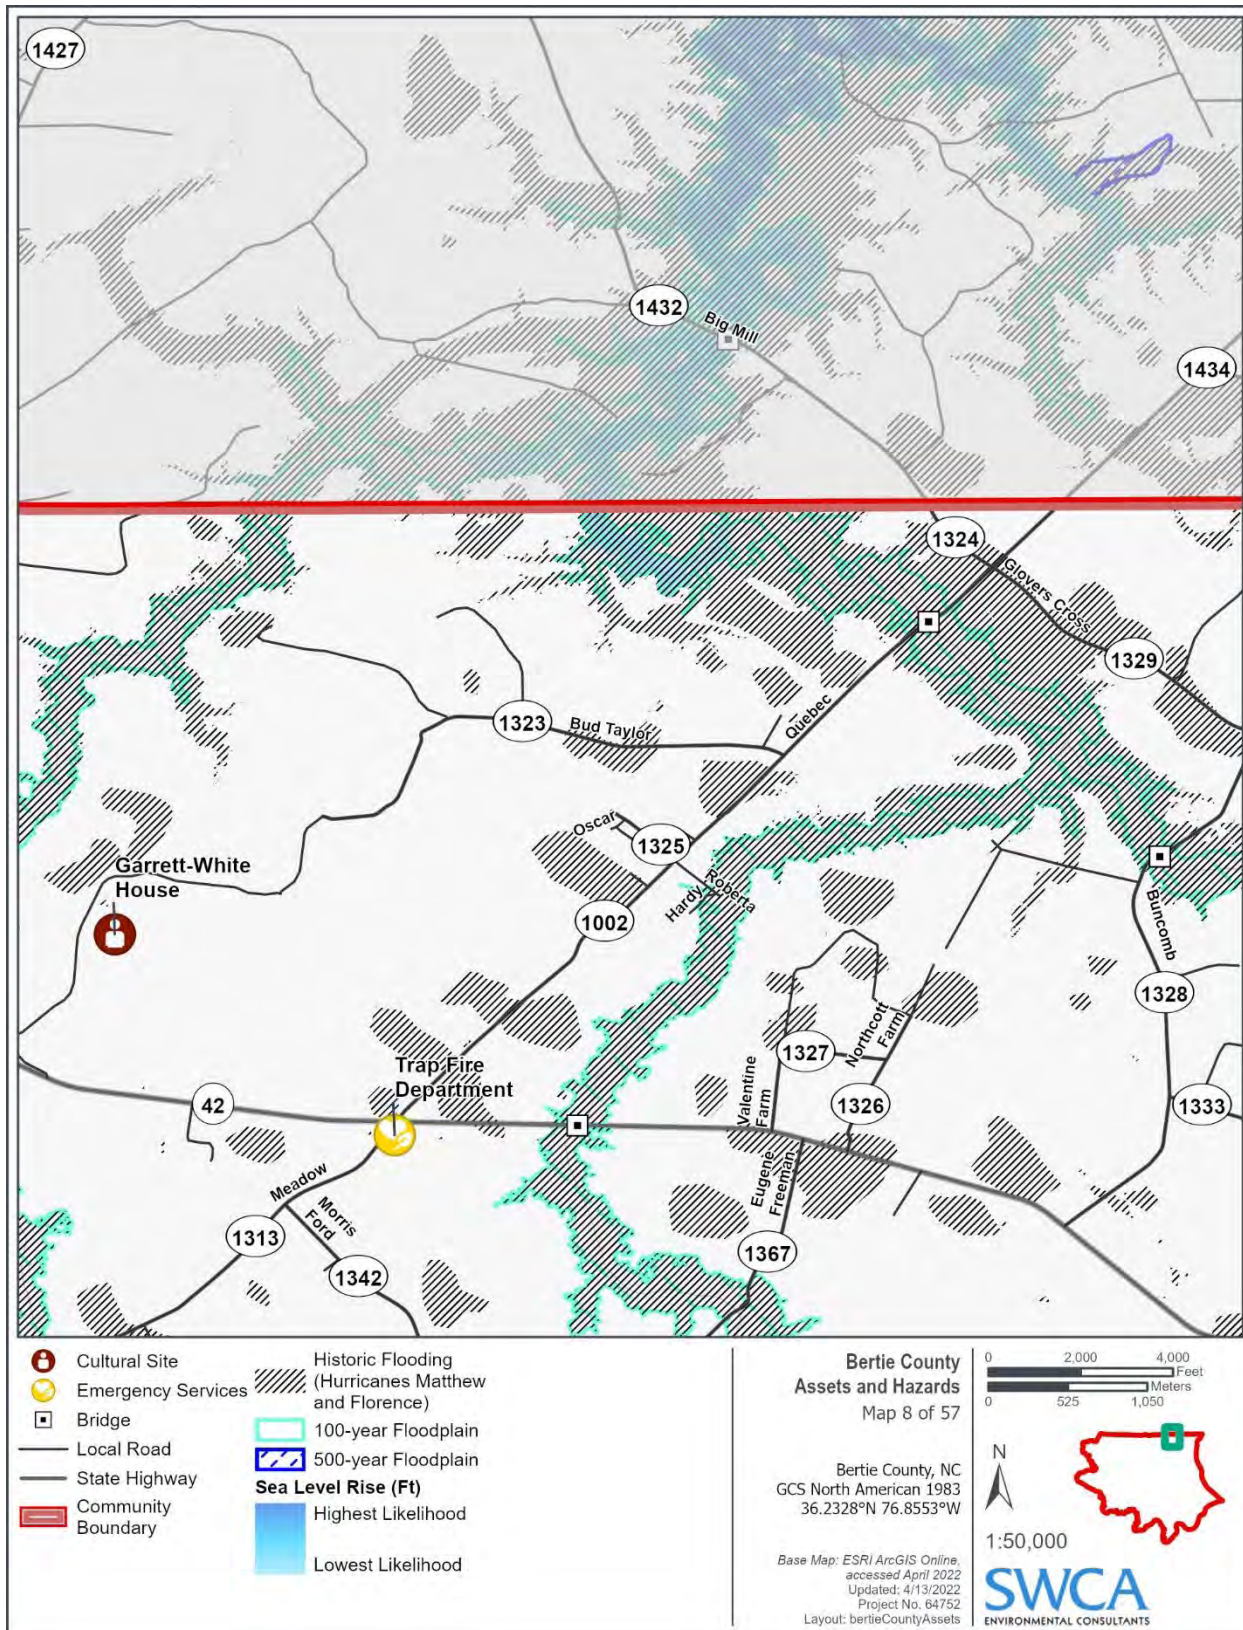 1427
1432
Big Mill
1434
1324
Glovers Cross
1329
1323
Bud Taylor
Quebec
Oscar
1325
Hardy
Roberta
Garrett-White
House
1002
Buncomb
1328
1327
Northcott
Farm
Trap Fire
Department
42
Valentine
Farm
1326
1333
Meadow
Morris
Ford
Eugene
Freeman
1313
1342
1367
Cultural Site
Emergency Services
Bridge
Local Road
State Highway
Community
Boundary
Historic Flooding
(Hurricanes Matthew
and Florence)
100-year Floodplain
500-year Floodplain
Sea Level Rise (Ft)
Highest Likelihood
Lowest Likelihood
Bertie County
Assets and Hazards
Map 8 of 57
Bertie County, NC
GCS North American 1983
36.2328°N 76.8553°W
Base Map: ESRI ArcGIS Online,
accessed April 2022
Updated: 4/13/2022
Project No. 64752
Layout: bertieCountyAssets
0 2,000 4,000
Feet
Meters
0 525 1,050
N
1:50,000
SWCA
ENVIRONMENTAL CONSULTANTS